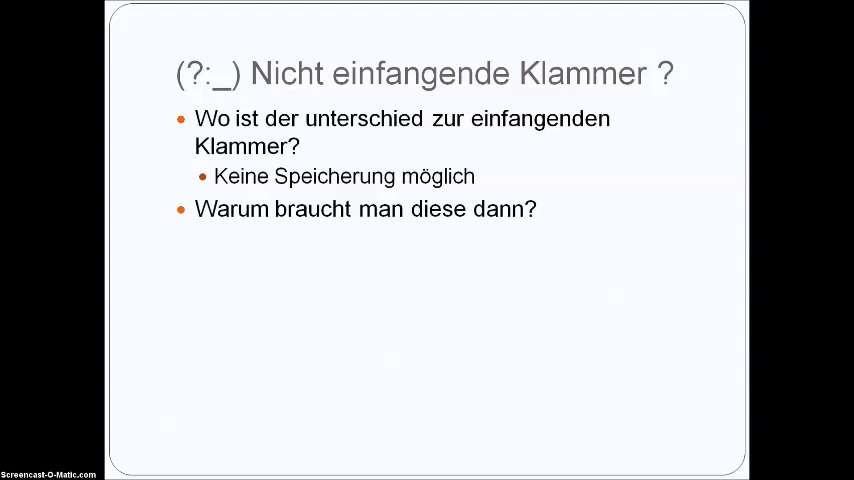 (?:_) Nicht einfangende Klammer ?
• Wo ist der unterschied zur einfangenden
Klammer?
• Keine Speicherung möglich
• Warum braucht man diese dann?
Screencast-O-Matic.com